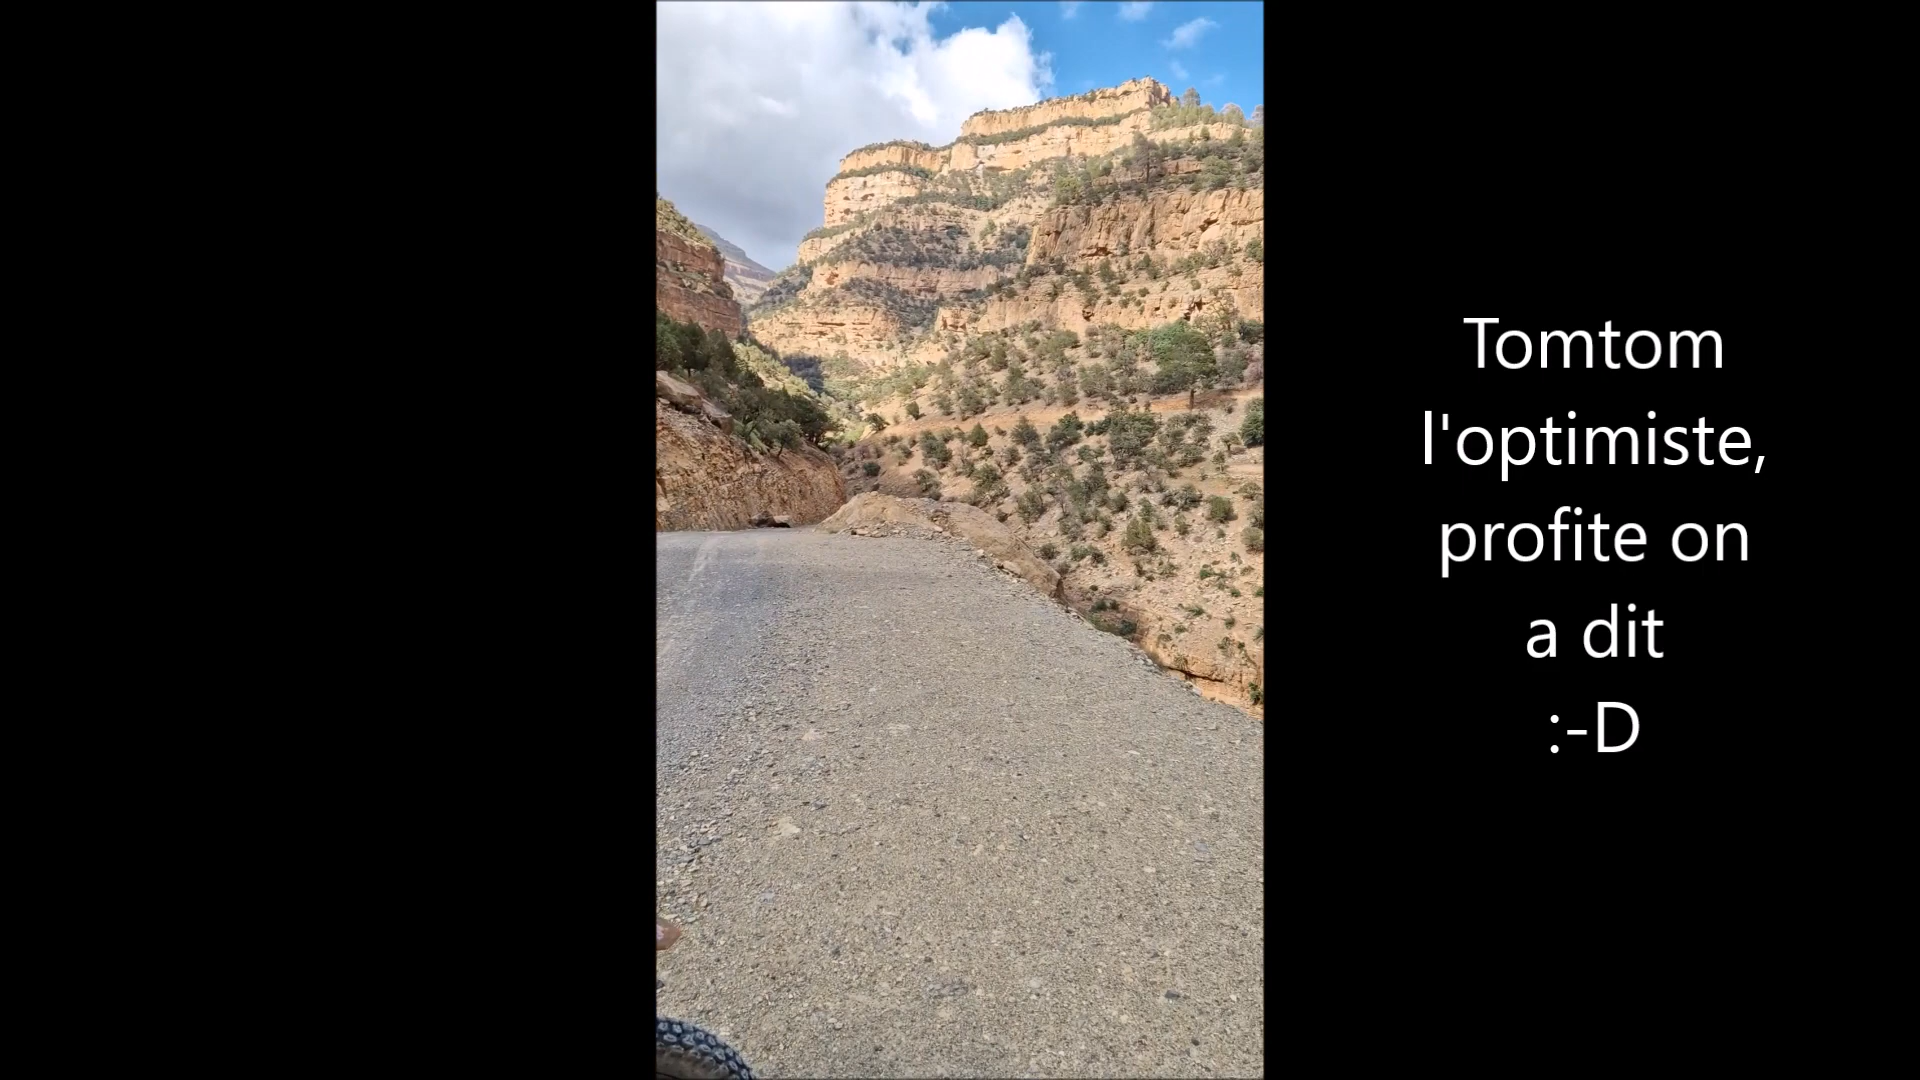 Tomtom
l'optimiste,
profite on
a dit
:-D